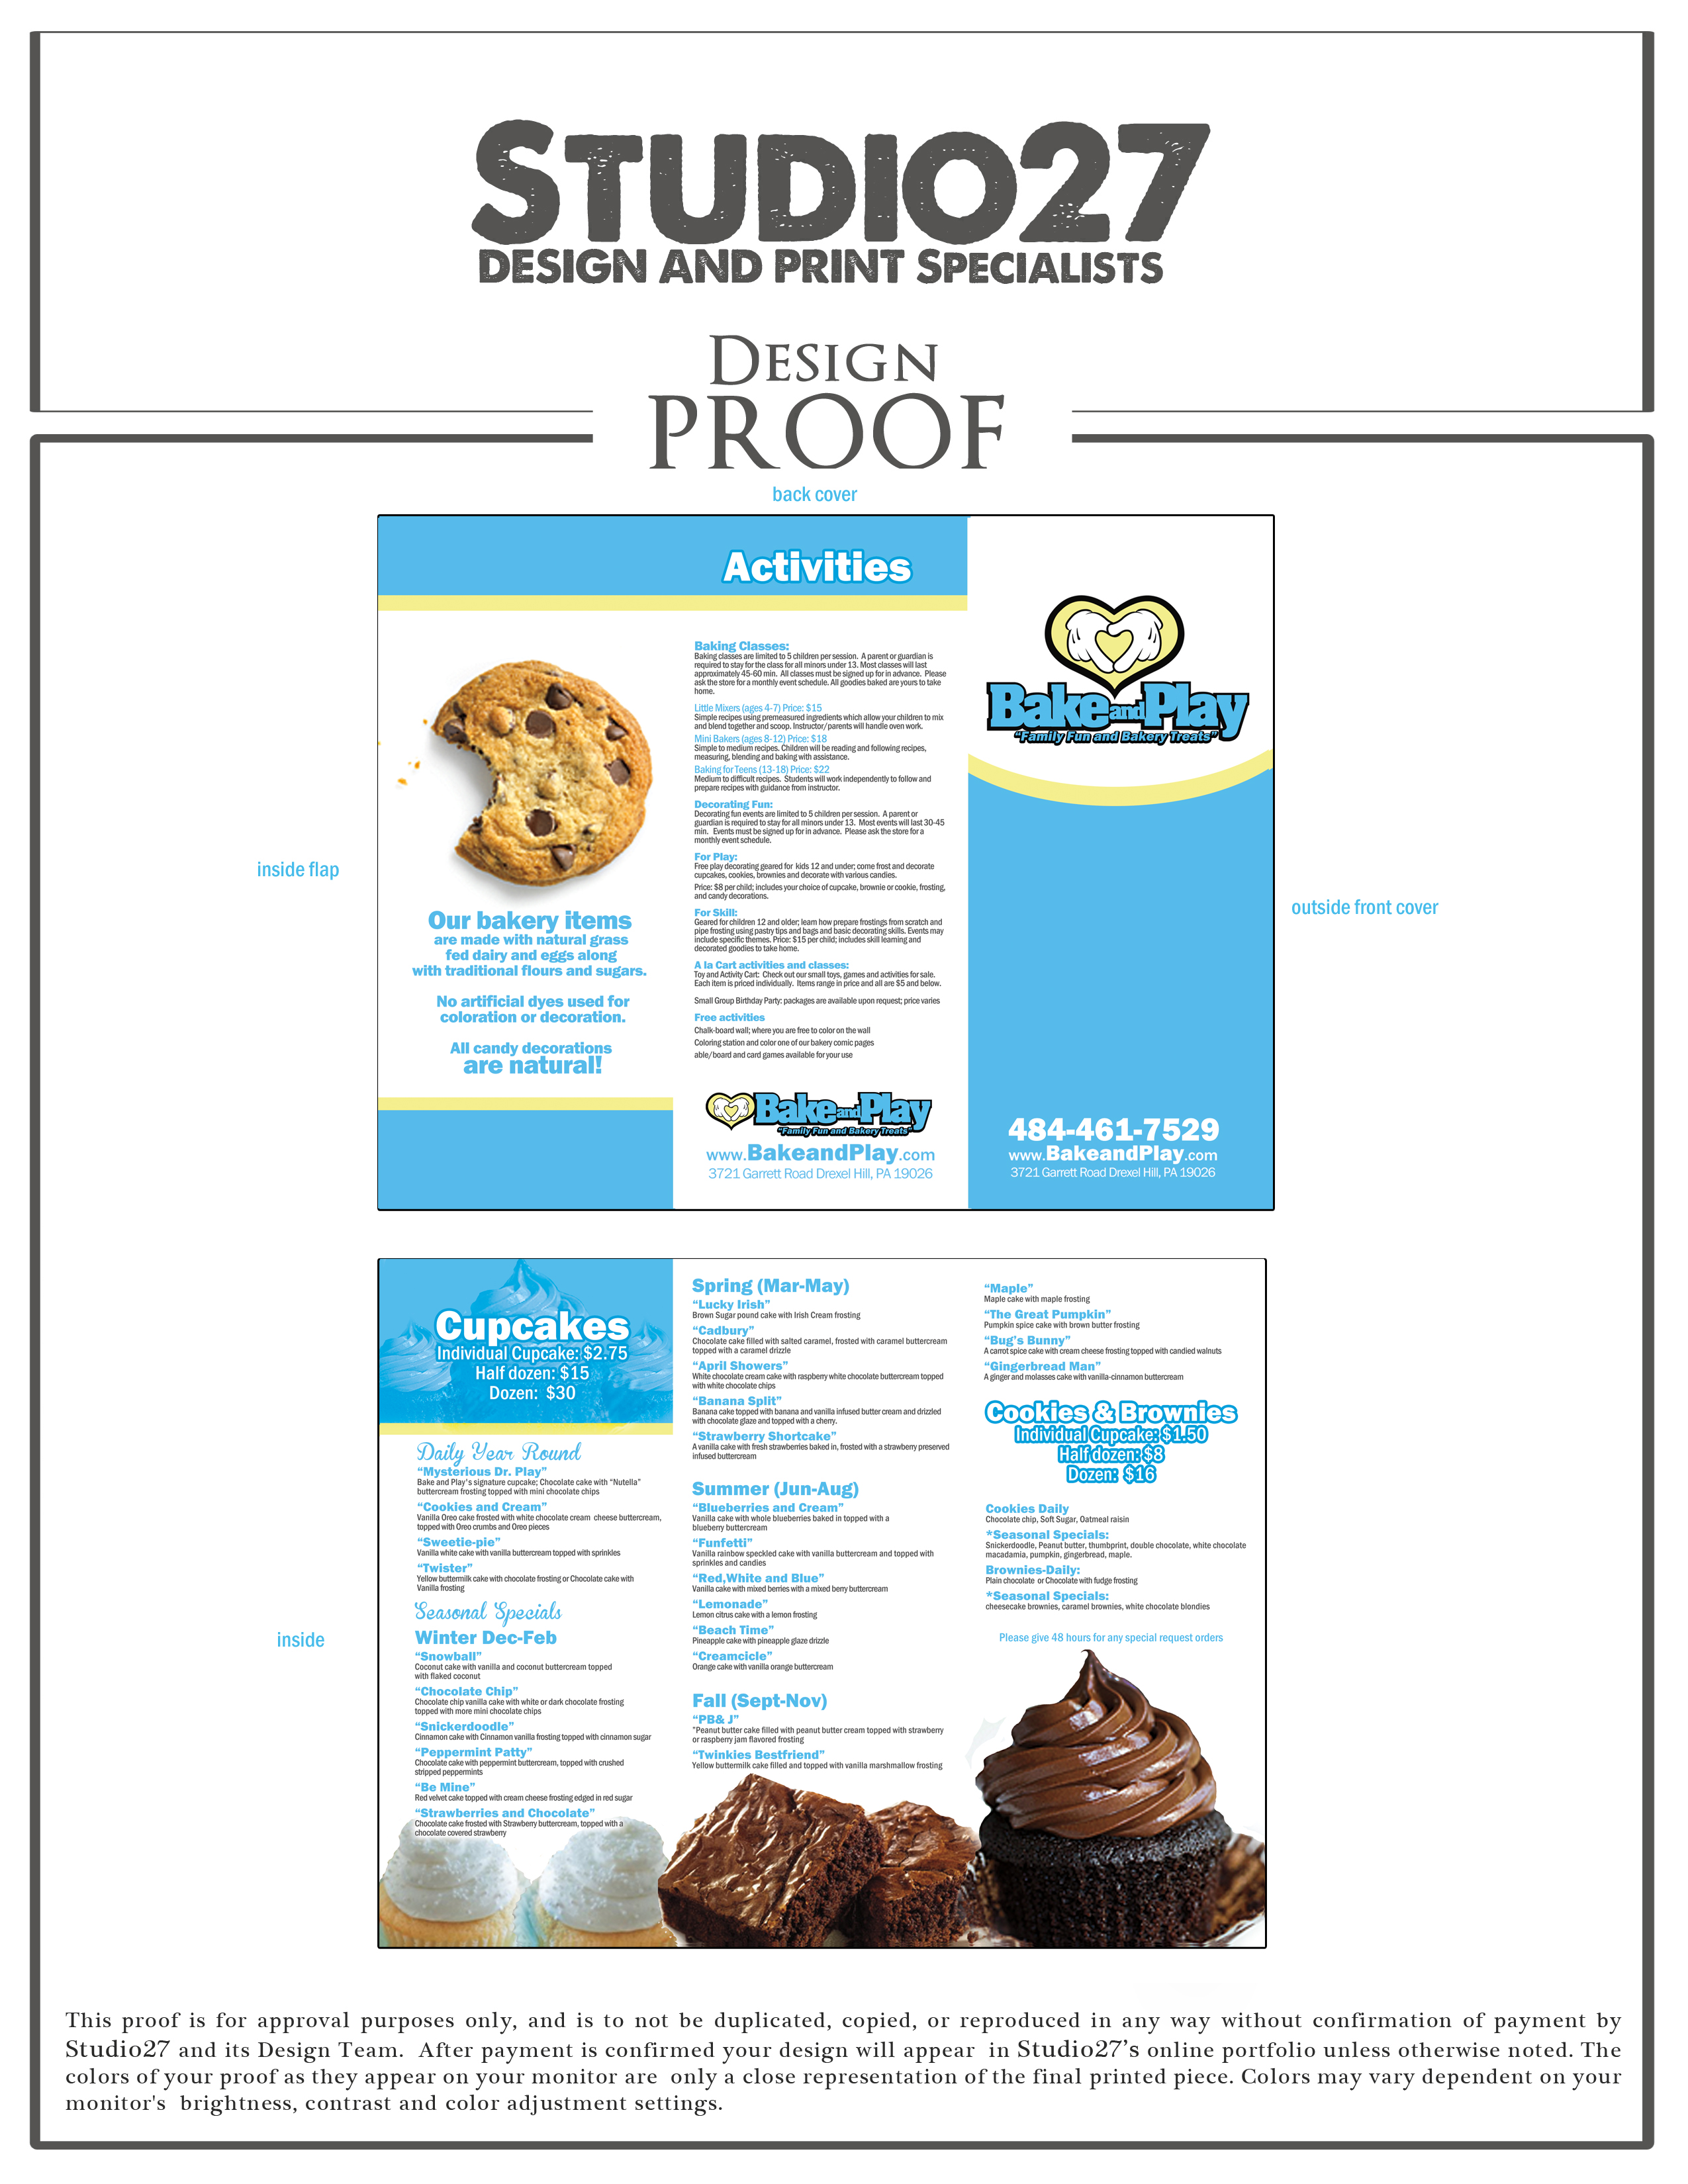 STUDIO27
DESIGN AND PRINT SPECIALISTS
DESIGN
PROOF
back cover
inside flap
outside front cover
Our bakery items
are made with natural grass
fed dairy and eggs along
with traditional flours and sugars.
No artificial dyes used for
coloration or decoration.
All candy decorations
are natural!
Activities
Baking Classes:
Baking classes are limited to 5 children per session. A parent or guardian is
required to stay for the class for all minors under 13. Most classes will last
approximately 45-60 min. All classes must be signed up for in advance. Please
ask the store for a monthly event schedule. All goodies baked are yours to take
home.
Little Mixers (ages 4-7) Price: $15
Simple recipes using premeasured ingredients which allow your children to mix
and blend together and scoop. Instructor/parents will handle oven work.
Mini Bakers (ages 8-12) Price: $18
Simple to medium recipes. Children will be reading and following recipes,
measuring, blending and baking with assistance.
Baking for Teens (13-18) Price: $22
Medium to difficult recipes. Students will work independently to follow and
prepare recipes with guidance from instructor.
Decorating Fun:
Decorating fun events are limited to 5 children per session. A parent or
guardian is required to stay for all minors under 13. Most events will last 30-45
min. Events must be signed up for in advance. Please ask the store for a
monthly event schedule.
For Play:
Free play decorating geared for kids 12 and under; come frost and decorate
cupcakes, cookies, brownies and decorate with various candies.
Price: $8 per child; includes your choice of cupcake, brownie or cookie, frosting,
and candy decorations.
For Skill:
Geared for children 12 and older; learn how prepare frostings from scratch and
pipe frosting using pasty tips and bags and basic decorating skills. Events may
include specific themes. Price: $15 per child; includes skill learning and
decorated goodies to take home.
A la Cart activities and classes:
Toy and Activity Cart: Check out our small toys, games and activities for sale.
Each item is priced individually. Items range in price and all are $5 and below.
Small Group Birthday Party: packages are available upon request; price varies
Free activities
Chalk-board wall; where you are free to color on the wall
Coloring station and color one of our bakery comic pages
able/board and card games available for your use
Bake and Play
"Family Fun and Bakery Treats"
www.BakeandPlay.com
3721 Garrett Road Drexel Hill, PA 19026
Bake and Play
"Family Fun and Bakery Treats"
484-461-7529
www.BakeandPlay.com
3721 Garrett Road Drexel Hill, PA 19026
inside
Cupcakes
Individual Cupcake: $2.75
Half dozen: $15
Dozen: $30
Daily Year Round
“Mysterious Dr. Play”
Bake and Play's signature cupcake; Chocolate cake with “Nutella”
buttercream frosting topped with mini chocolate chips
“Cookies and Cream”
Vanilla Oreo cake frosted with white chocolate cream cheese buttercream,
topped with Oreo crumbs and Oreo pieces
“Sweetie-pie”
Vanilla white cake with vanilla buttercream topped with sprinkles
“Twister”
Yellow buttermilk cake with chocolate frosting or Chocolate cake with
Vanilla frosting
Seasonal Specials
Winter Dec-Feb
“Snowball”
Coconut cake with vanilla and coconut buttercream topped
with flaked coconut
“Chocolate Chip”
Chocolate chip vanilla cake with white or dark chocolate frosting
topped with more mini chocolate chips
“Snickerdoodle”
Cinnamon cake with Cinnamon vanilla frosting topped with cinnamon sugar
“Peppermint Patty”
Chocolate cake with peppermint buttercream, topped with crushed
stripped peppermints
“Be Mine”
Red velvet cake topped with cream cheese frosting edged in red sugar
“Strawberries and Chocolate”
Chocolate cake frosted with Strawberry buttercream, topped with a
chocolate covered strawberry
Spring (Mar-May)
“Lucky Irish”
Brown Sugar pound cake with Irish Cream frosting
“Cadbury”
Chocolate cake filled with salted caramel, frosted with caramel buttercream
topped with a caramel drizzle
“April Showers”
White chocolate cream cake with raspberry white chocolate buttercream topped
with white chocolate chips
“Banana Split”
Banana cake topped with banana and vanilla infused butter cream and drizzled
with chocolate glaze and topped with a cherry.
“Strawberry Shortcake”
A vanilla cake with fresh strawberries baked in, frosted with a strawberry preserved
infused buttercream
Summer (Jun-Aug)
“Blueberries and Cream”
Vanilla cake with whole blueberries baked in topped with a
blueberry buttercream
“Funfetti”
Vanilla rainbow speckled cake with vanilla buttercream and topped with
sprinkles and candies
“Red,White and Blue”
Vanilla cake with mixed berries with a mixed berry buttercream
“Lemonade”
Lemon citrus cake with a lemon frosting
“Beach Time”
Pineapple cake with pineapple glaze drizzle
“Creamcicle”
Orange cake with vanilla orange buttercream
Fall (Sept-Nov)
“PB& J”
"Peanut butter cake filled with peanut butter cream topped with strawberry
or raspberry jam flavored frosting
“Twinkies Bestfriend”
Yellow buttermilk cake filled and topped with vanilla marshmallow frosting
“Maple”
Maple cake with maple frosting
“The Great Pumpkin”
Pumpkin spice cake with brown butter frosting
“Bug's Bunny”
A carrot spice cake with cream cheese frosting topped with candied walnuts
“Gingerbread Man”
A ginger and molasses cake with vanilla-cinnamon buttercream
Cookies & Brownies
Individual Cupcake: $1.50
Half dozen: $8
Dozen: $16
Cookies Daily
Chocolate chip, Soft Sugar, Oatmeal raisin
*Seasonal Specials:
Snickerdoodle, Peanut butter, thumbprint, double chocolate, white chocolate
macadamia, pumpkin, gingerbread, maple.
Brownies-Daily:
Plain chocolate or Chocolate with fudge frosting
*Seasonal Specials:
cheesecake brownies, caramel brownies, white chocolate blondies
Please give 48 hours for any special request orders
This proof is for approval purposes only, and is to not be duplicated, copied, or reproduced in any way without confirmation of payment by
Studio27 and its Design Team. After payment is confirmed your design will appear in Studio27's online portfolio unless otherwise noted. The
colors of your proof as they appear on your monitor are only a close representation of the final printed piece. Colors may vary dependent on your
monitor's brightness, contrast and color adjustment settings.